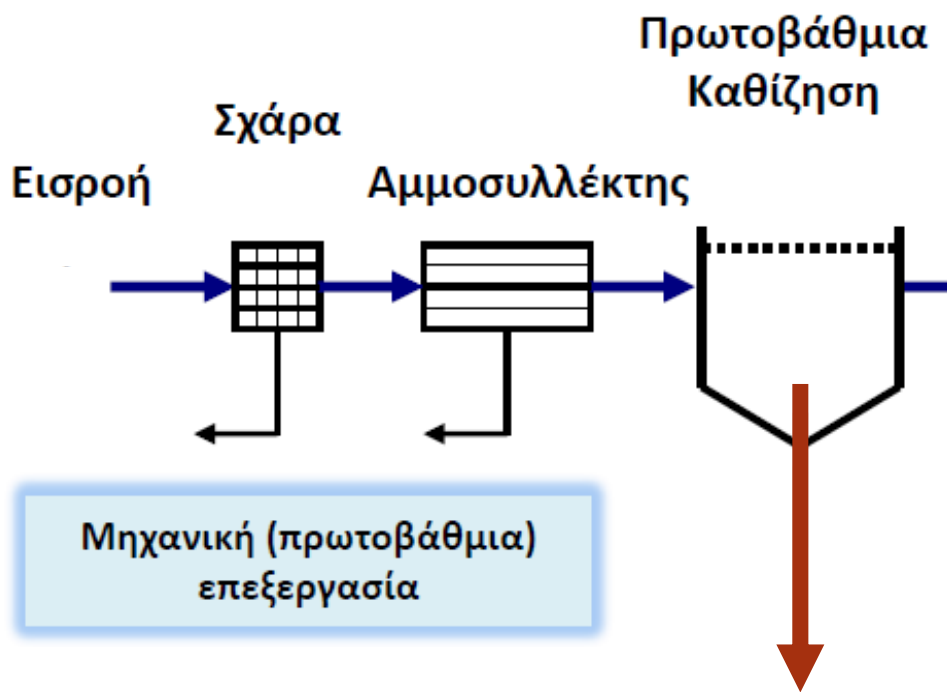 Πρωτοβάθμια
Καθίζηση
Σχάρα
Εισροή
Αμμοσυλλέκτης
Μηχανική (πρωτοβάθμια)
επεξεργασία